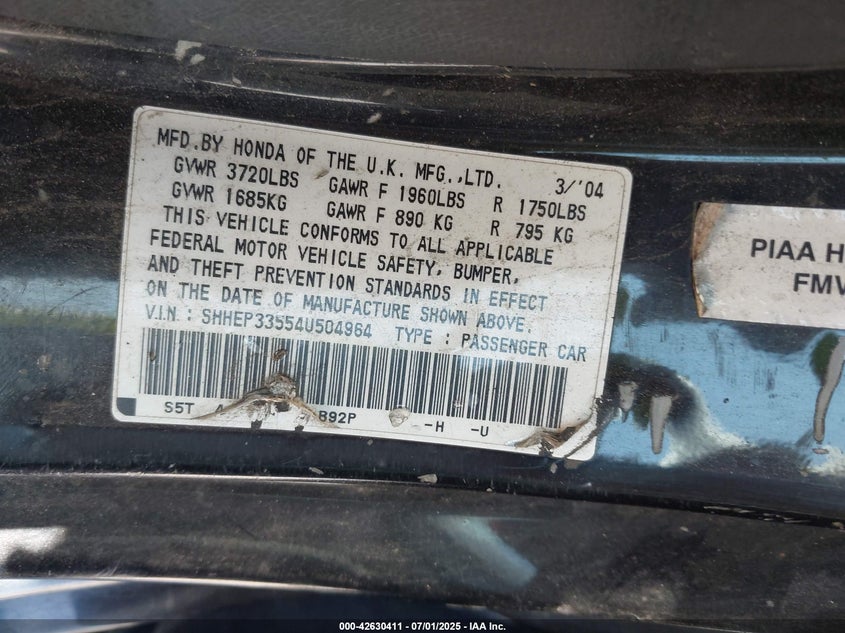 MFD.BY HONDA OF THE U.K. MFG.,LTD. 3/'04
GVWR 3720LBS GAWR F 1960LBS R 1750LBS
GVWR 1685KG GAWR F 890 KG R 795 KG
THIS VEHICLE CONFORMS TO ALL APPLICABLE
FEDERAL MOTOR VEHICLE SAFETY, BUMPER,
AND THEFT PREVENTION STANDARDS IN EFFECT
ON THE DATE OF MANUFACTURE SHOWN ABOVE.
V.I.N : SHHEP33554U504964 TYPE : PASSENGER CAR
S5T 892P -H -U
PIAA H
FMV
000-42630411 - 07/01/2025 - IAA Inc.